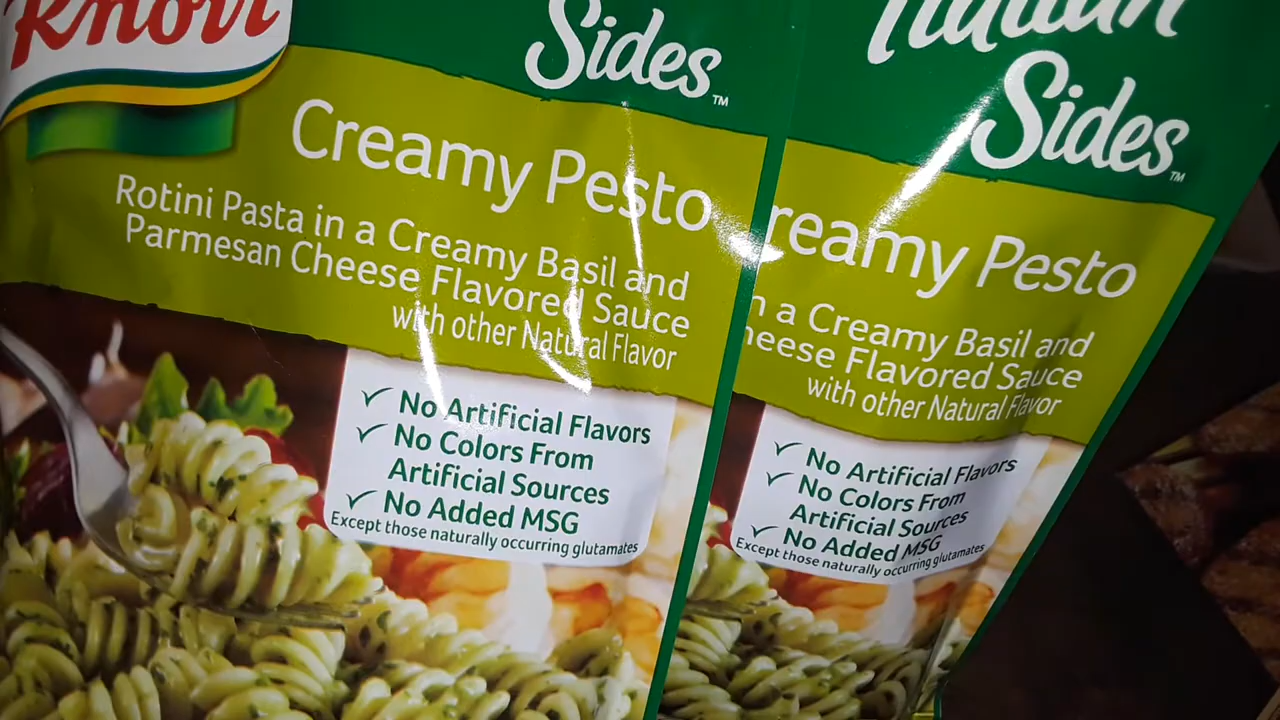 Knorr
Sides™
Creamy Pesto
Rotini Pasta in a Creamy Basil and
Parmesan Cheese Flavored Sauce
with other Natural Flavor
✓ No Artificial Flavors
✓ No Colors From
Artificial Sources
✓ No Added MSG
Except those naturally occurring glutamates
Italian
Sides™
reamy Pesto
n a Creamy Basil and
heese Flavored Sauce
with other Natural Flavor
✓ No Artificial Flavors
✓ No Colors From
Artificial Sources
✓ No Added MSG
Except those naturally occurring glutamates